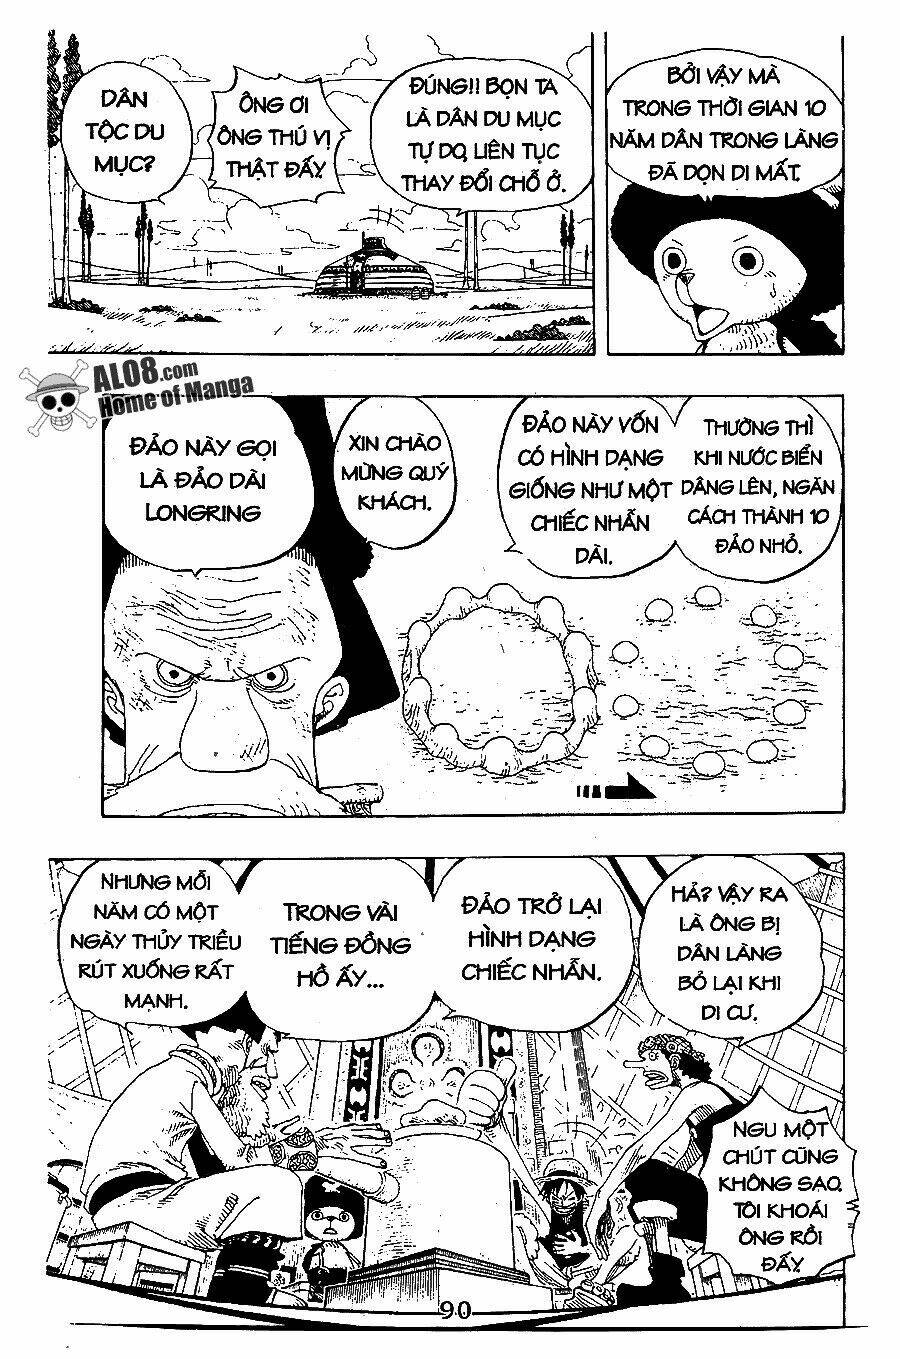 BỞI VẬY MÀ
TRONG THỜI GIAN 10
NĂM DÂN TRONG LÀNG
ĐÃ DỌN DI MẤT.
ĐÚNG!! BỌN TA
LÀ DÂN DU MỤC
TỰ DO, LIÊN TỤC
THAY ĐỔI CHỖ Ở.
ÔNG ƠI
ÔNG THÚ VỊ
THẬT ĐẤY.
DÂN
TỘC DU
MỤC?
AL08.com
Home of Manga
THƯỜNG THÌ
KHI NƯỚC BIỂN
DÂNG LÊN, NGĂN
CÁCH THÀNH 10
ĐẢO NHỎ.
ĐẢO NÀY VỐN
CÓ HÌNH DẠNG
GIỐNG NHƯ MỘT
CHIẾC NHẪN
DÀI.
XIN CHÀO
MỪNG QUÝ
KHÁCH.
ĐẢO NÀY GỌI
LÀ ĐẢO DÀI
LONGRING
HẢ? VẬY RA
LÀ ÔNG BỊ
DÂN LÀNG
BỎ LẠI KHI
DI CƯ.
ĐẢO TRỞ LẠI
HÌNH DẠNG
CHIẾC NHẪN.
TRONG VÀI
TIẾNG ĐỒNG
HỒ ẤY...
NHƯNG MỖI
NĂM CÓ MỘT
NGÀY THỦY TRIỀU
RÚT XUỐNG RẤT
MẠNH.
NGU MỘT
CHÚT CŨNG
KHÔNG SAO.
TÔI KHOÁI
ÔNG RỒI
ĐẤY.
90